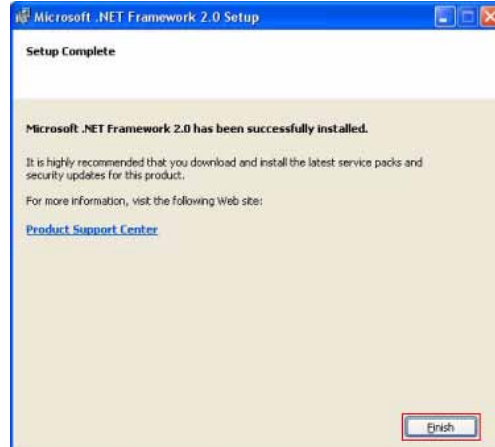 Microsoft .NET Framework 2.0 Setup
Setup Complete
Microsoft .NET Framework 2.0 has been successfully installed.
It is highly recommended that you download and install the latest service packs and
security updates for this product.
For more information, visit the following Web site:
Product Support Center
Finish